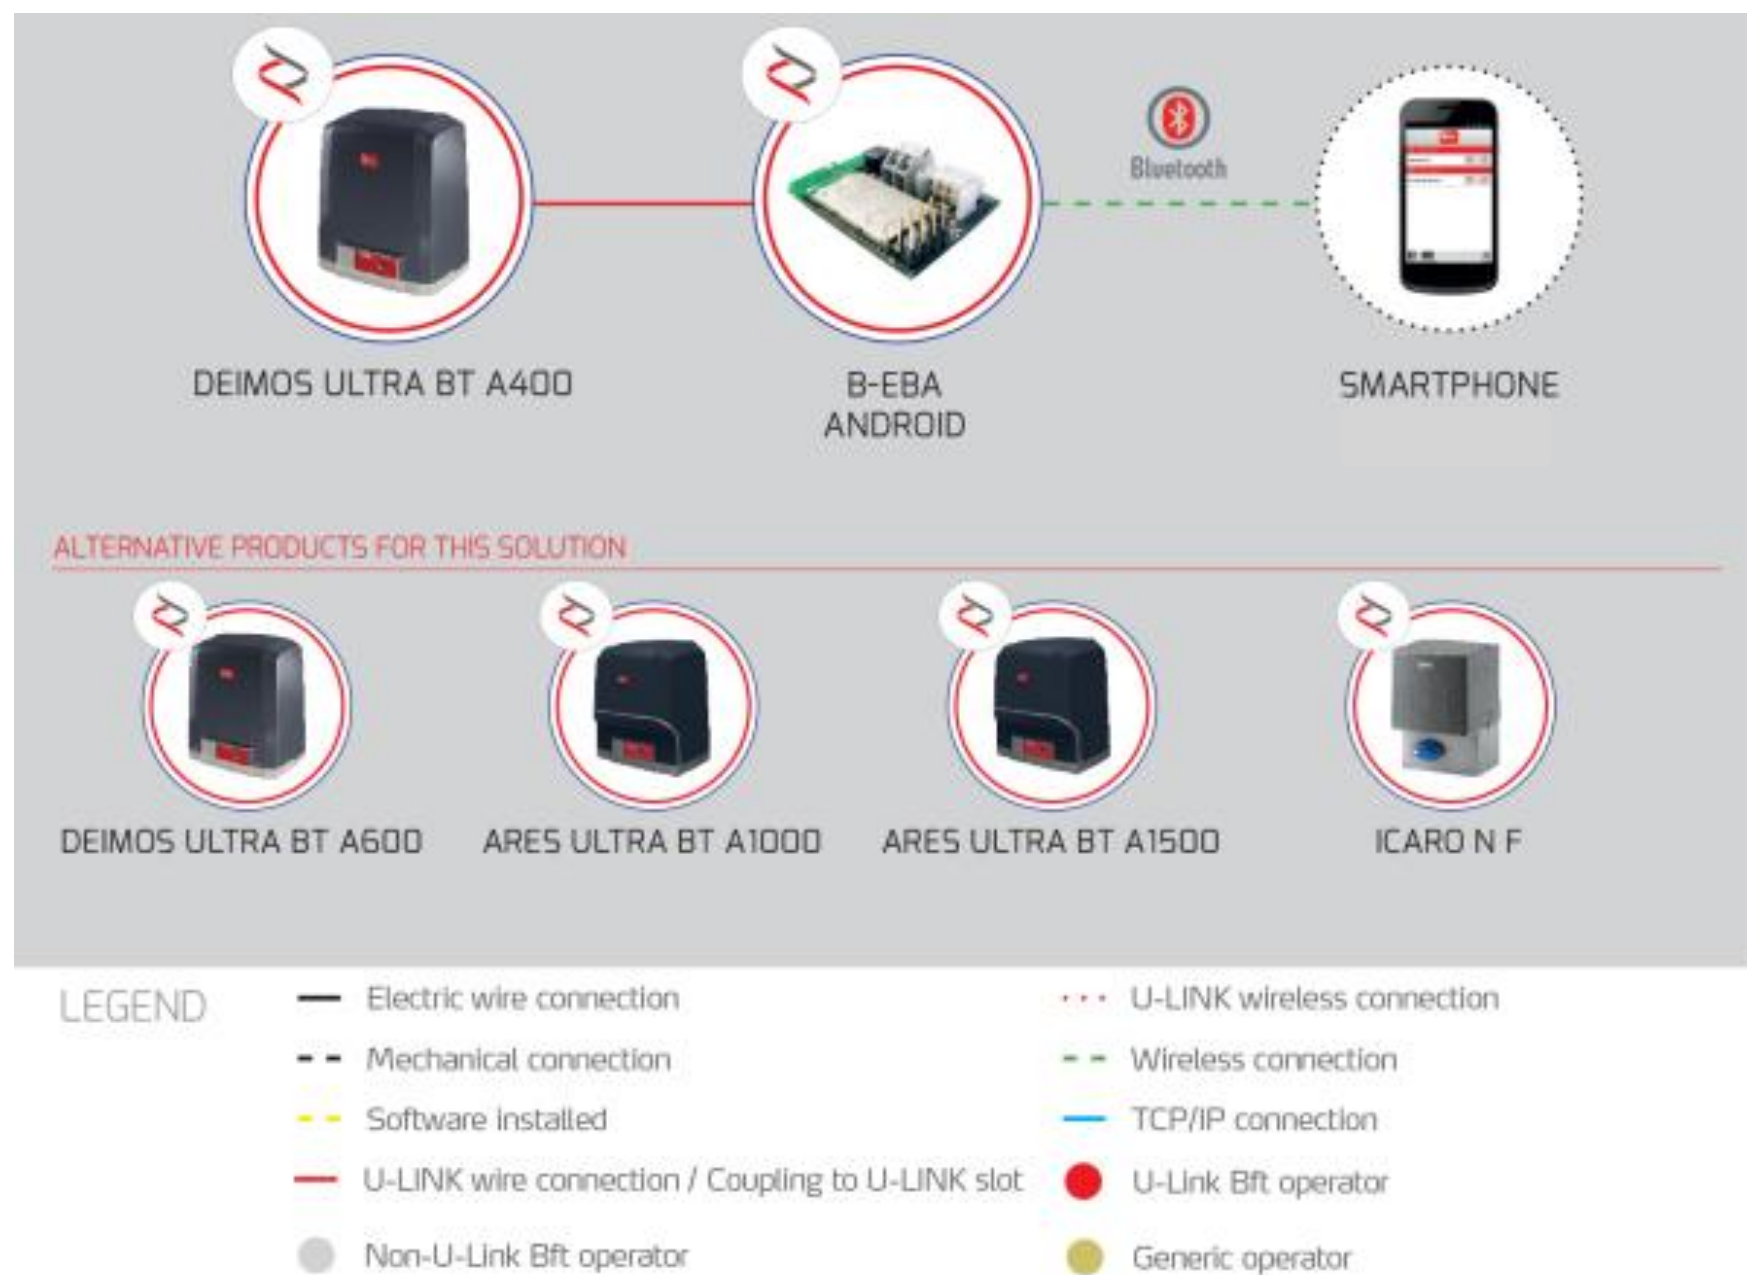 Bluetooth
DEIMOS ULTRA BT A400
B-EBA
ANDROID
SMARTPHONE
ALTERNATIVE PRODUCTS FOR THIS SOLUTION
DEIMOS ULTRA BT A600
ARES ULTRA BT A1000
ARES ULTRA BT A1500
ICARO N F
LEGEND
Electric wire connection
U-LINK wireless connection
Mechanical connection
Wireless connection
Software installed
TCP/IP connection
U-LINK wire connection / Coupling to U-LINK slot
U-Link Bft operator
Non-U-Link Bft operator
Generic operator